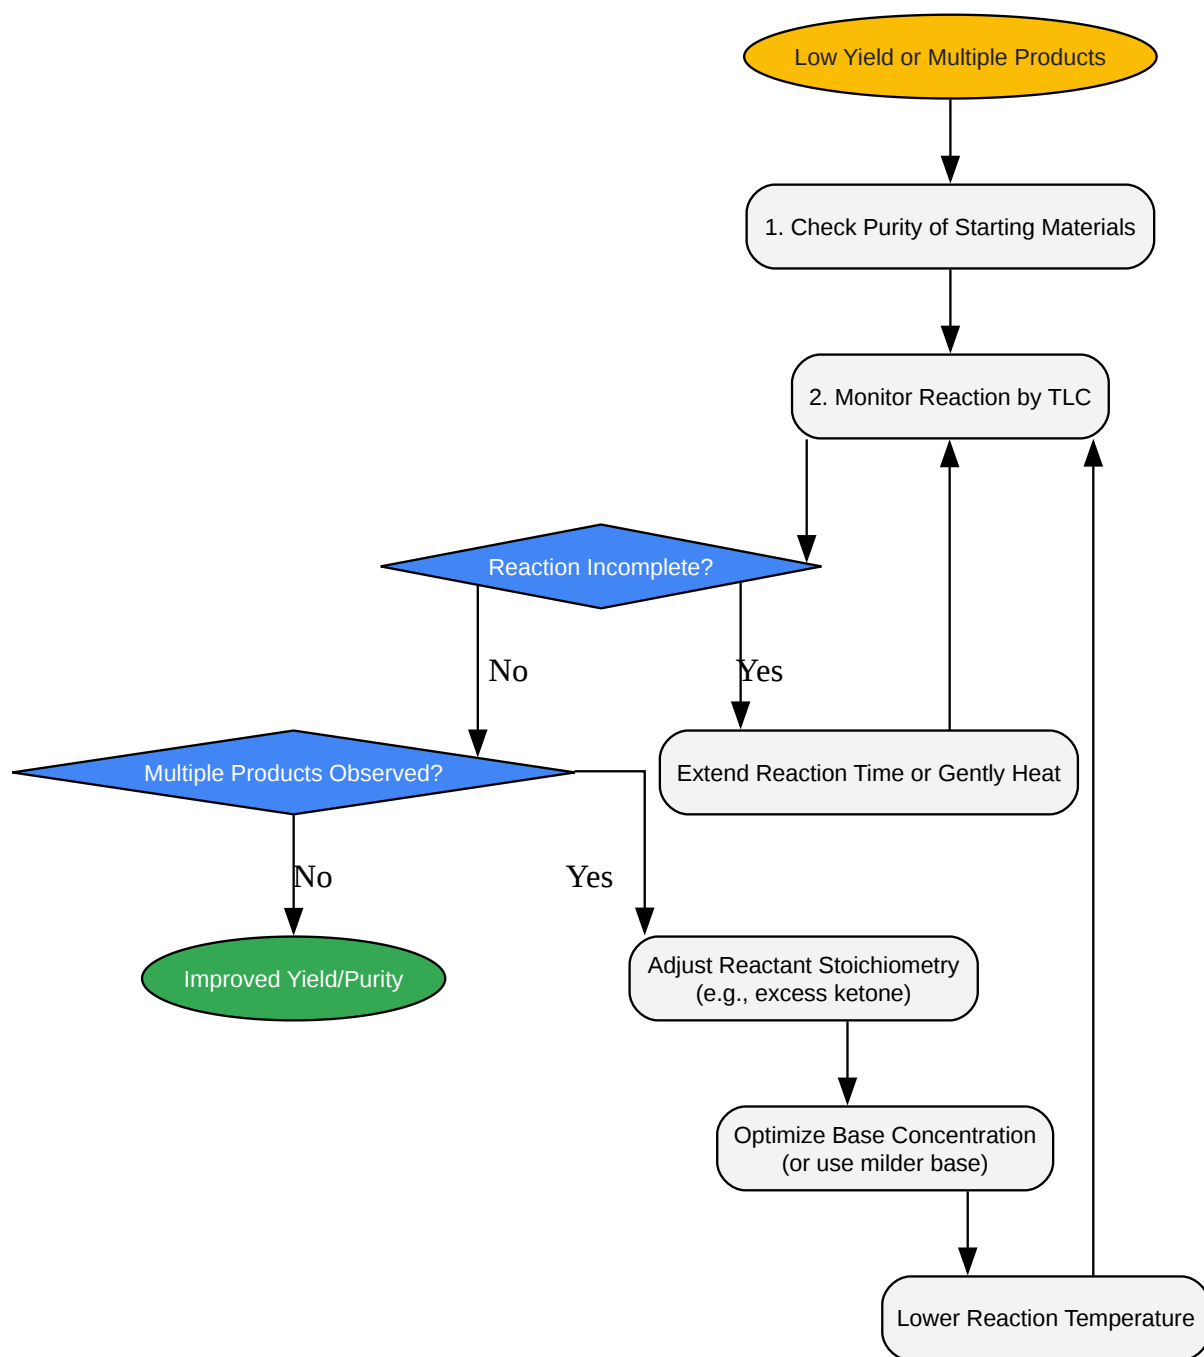 Low Yield or Multiple Products
1. Check Purity of Starting Materials
2. Monitor Reaction by TLC
Reaction Incomplete?
No
Yes
Multiple Products Observed?
Extend Reaction Time or Gently Heat
No
Yes
Improved Yield/Purity
Adjust Reactant Stoichiometry
(e.g., excess ketone)
Optimize Base Concentration
(or use milder base)
Lower Reaction Temperature